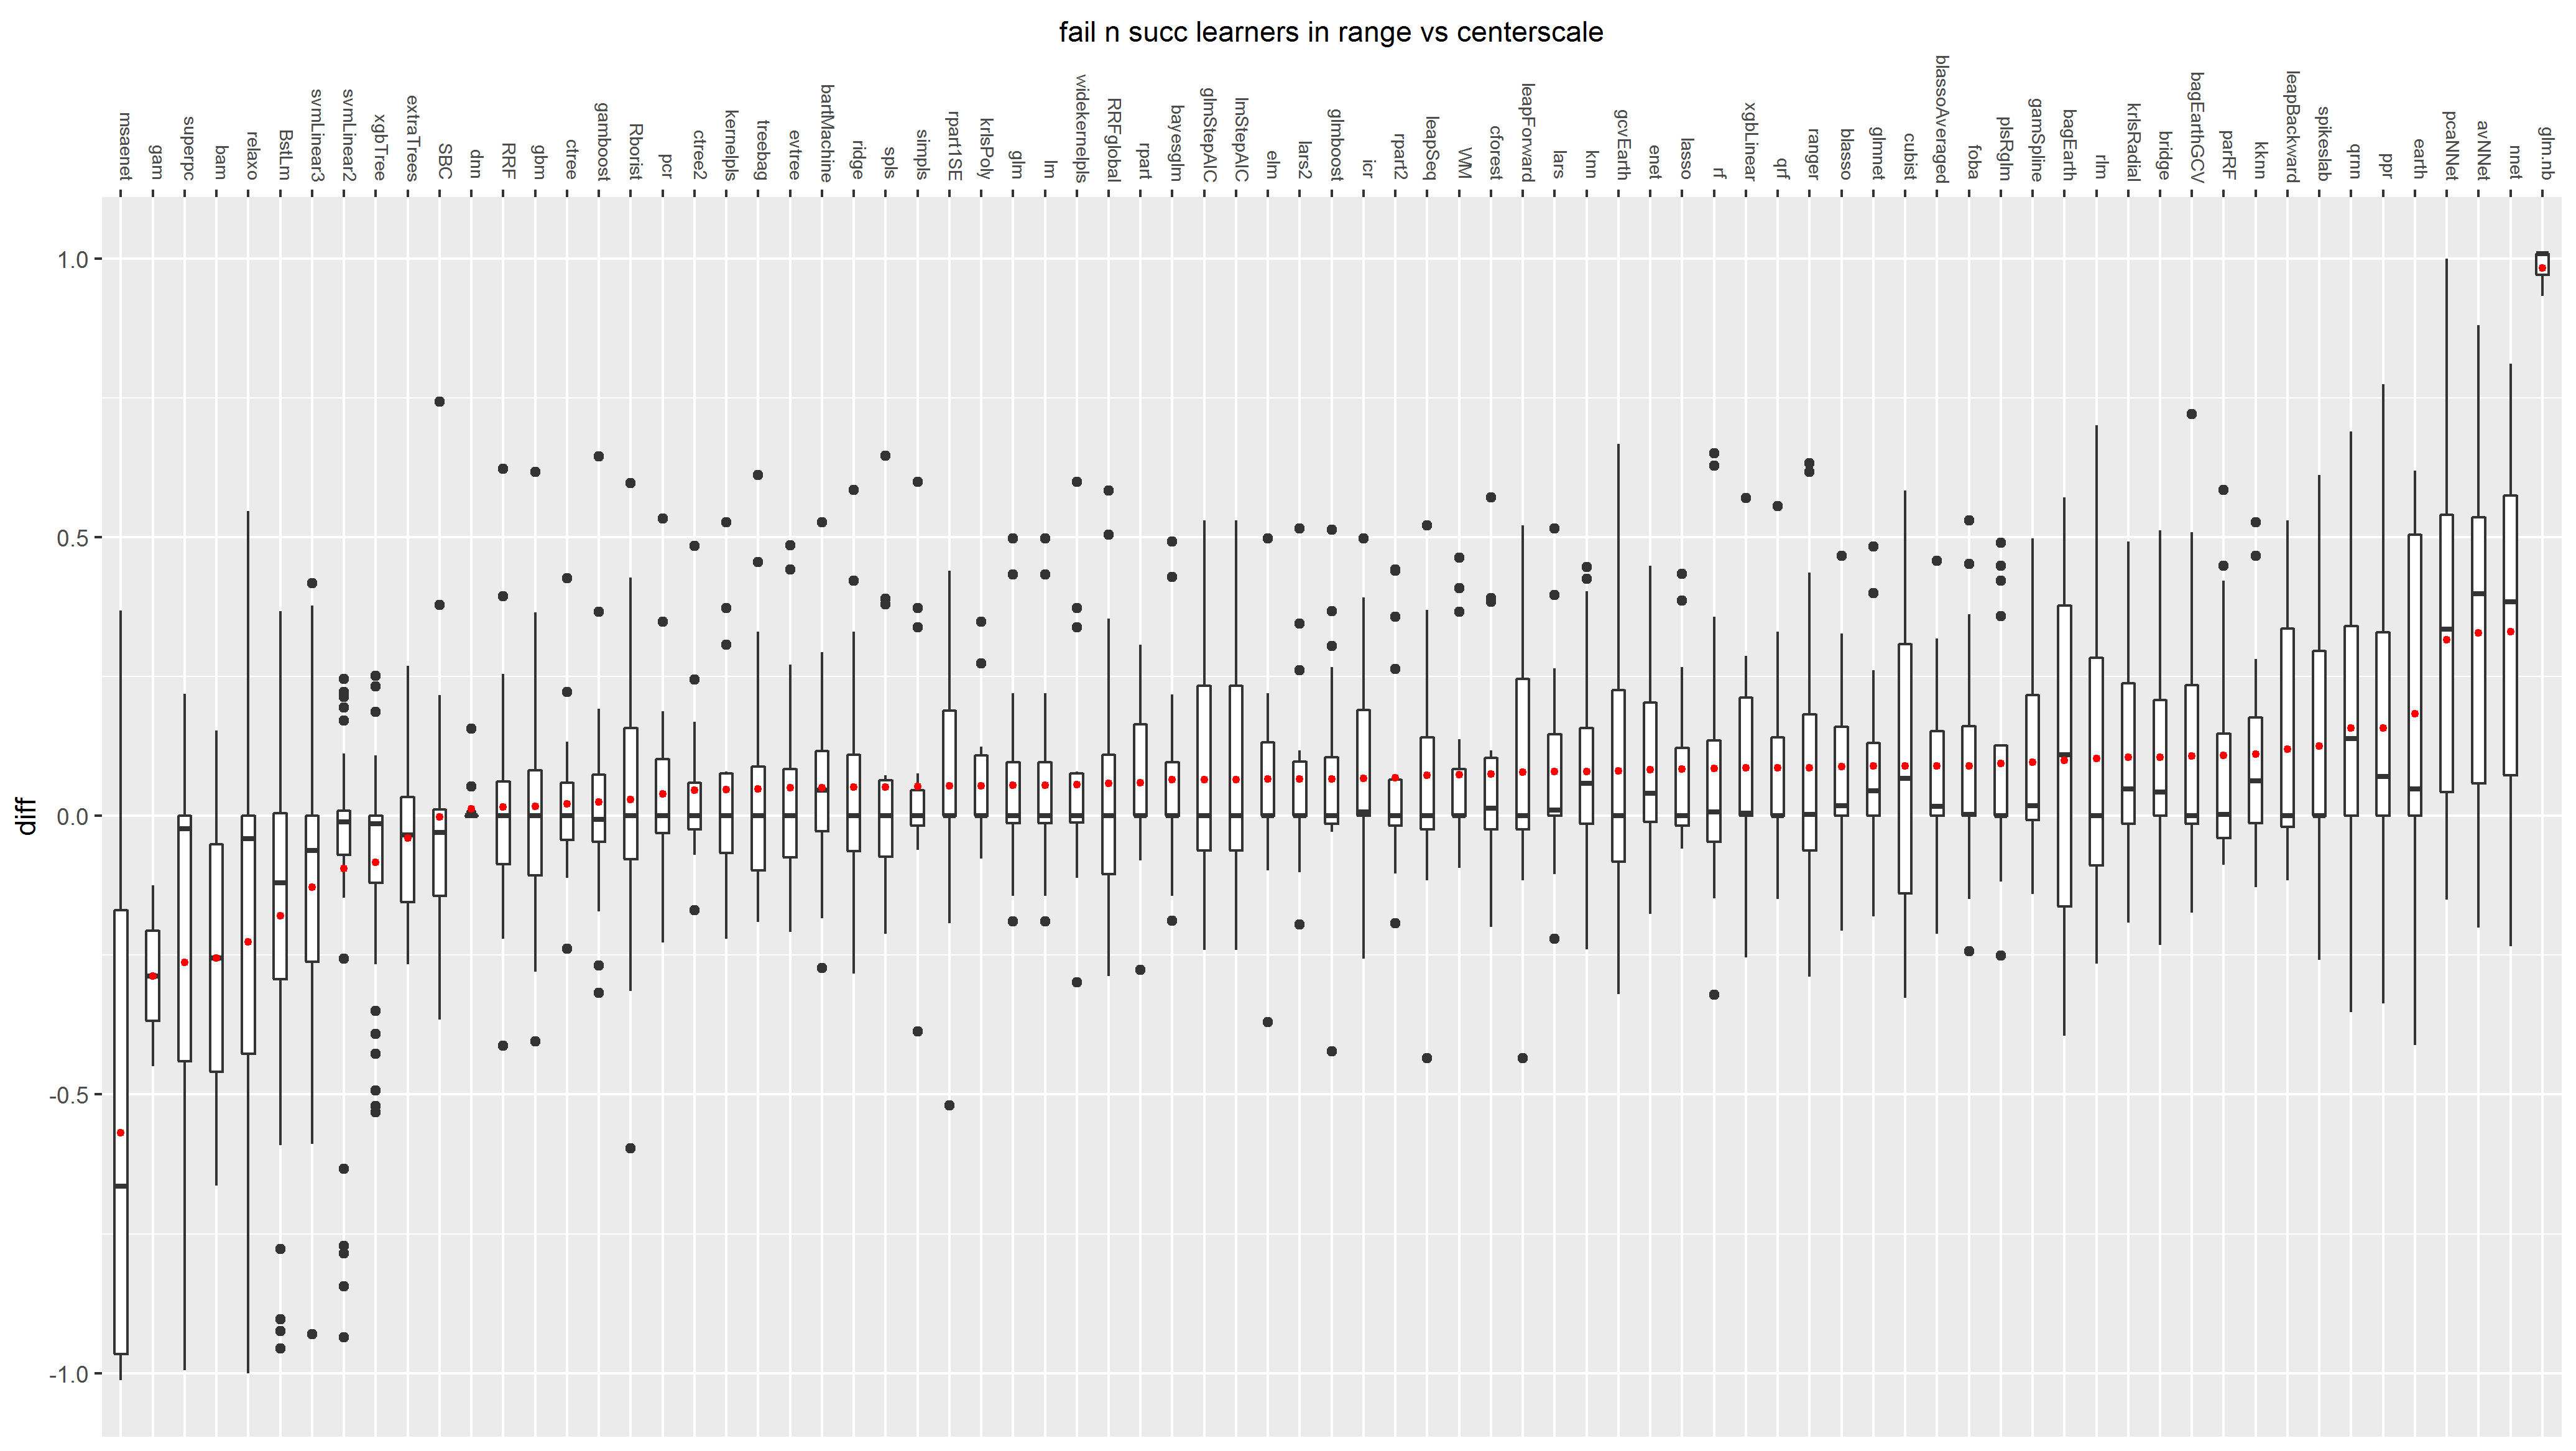 fail n succ learners in range vs centerscale
msaenet
gam
superpc
bam
relaxo
BstLm
svmLinear3
svmLinear2
xgbTree
extraTrees
SBC
dnn
RRF
gbm
ctree
gamboost
Rborist
pcr
ctree2
kernelpls
treebag
evtree
bartMachine
ridge
spls
simpls
rpart1SE
krlsPoly
glm
lm
widekernelpls
RRFglobal
rpart
bayesglm
glmStepAIC
lmStepAIC
elm
lars2
glmboost
icr
rpart2
leapSeq
WM
cforest
leapForward
lars
knn
gcvEarth
enet
lasso
rf
xgbLinear
qrf
ranger
blasso
glmnet
cubist
blassoAveraged
foba
plsRglm
gamSpline
bagEarth
rlm
krlsRadial
bridge
bagEarthGCV
parRF
kknn
leapBackward
spikeslab
qrnn
ppr
earth
pcaNNet
avNNet
nnet
glm.nb
1.0
0.5
0.0
-0.5
-1.0
diff